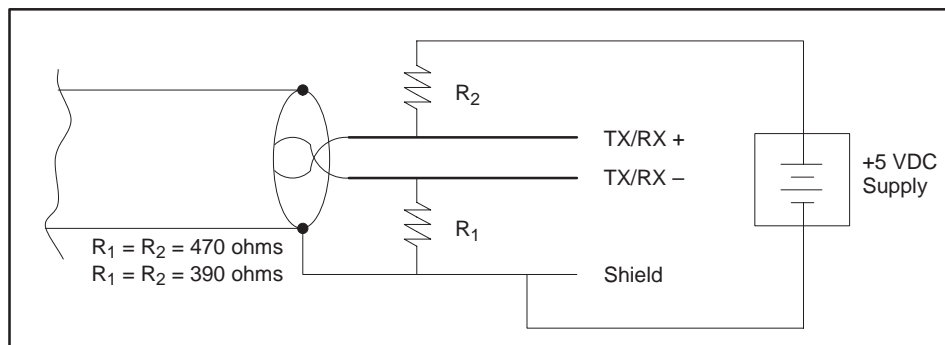 R2
TX/RX +
TX/RX –
+5 VDC
Supply
R1
R1 = R2 = 470 ohms
R1 = R2 = 390 ohms
Shield